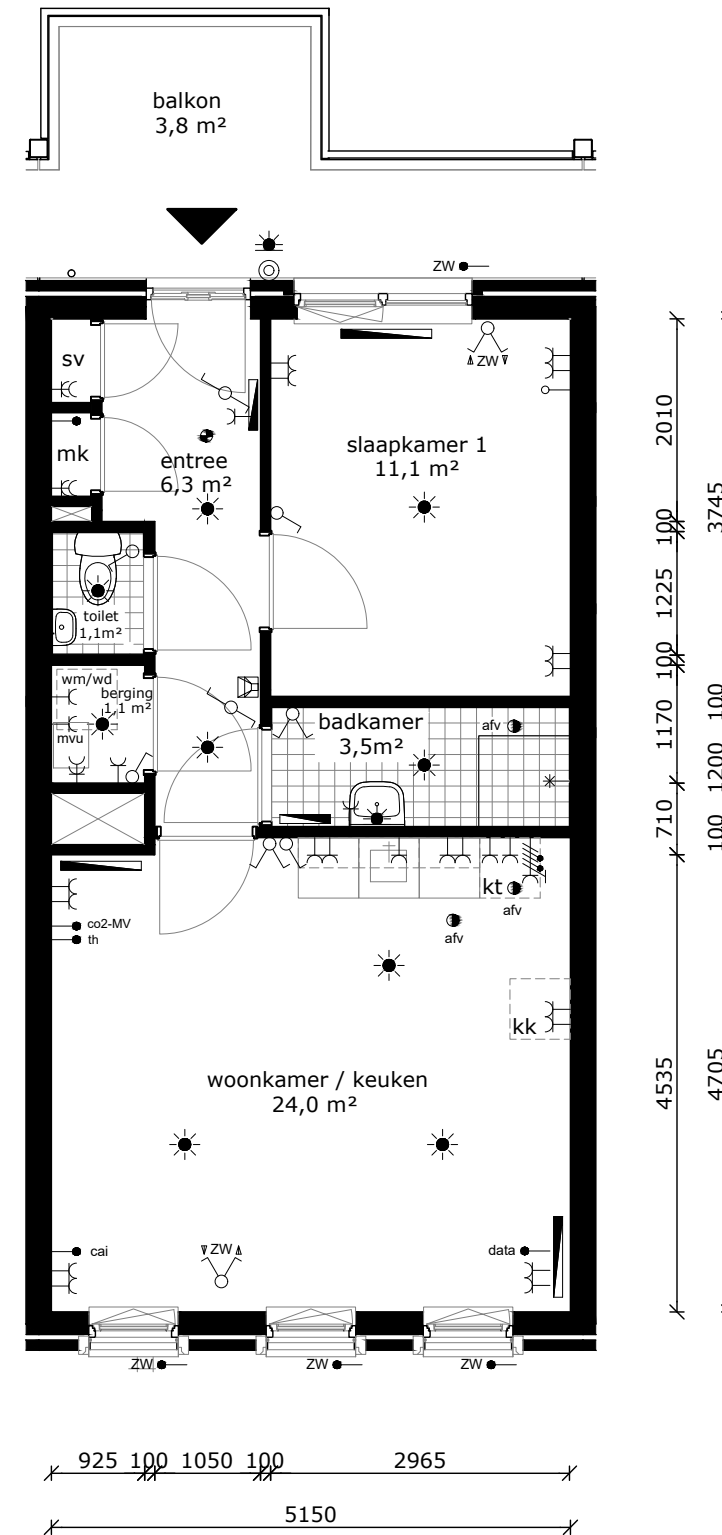 balkon
3,8 m²
ZW
sv
ZW
mk
entree
6,3 m²
slaapkamer 1
11,1 m²
toilet
1,1m²
wm/wd
berging
1,1 m²
mvu
badkamer
3,5m²
afv
kt
afv
afv
co2-MV
th
kk
woonkamer / keuken
24,0 m²
cai
ZW
data
ZW
ZW
ZW
2010
100
1225
100
1170
710
4535
3745
100
1200
100
4705
925
100
1050
100
2965
5150